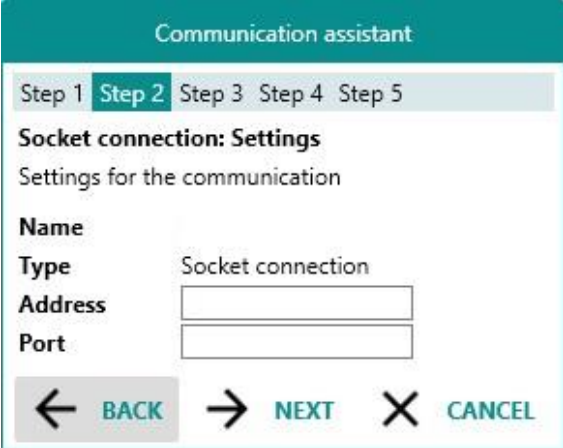 Communication assistant
Step 1 Step 2 Step 3 Step 4 Step 5
Socket connection: Settings
Settings for the communication
Name
Type Socket connection
Address
Port
BACK NEXT CANCEL